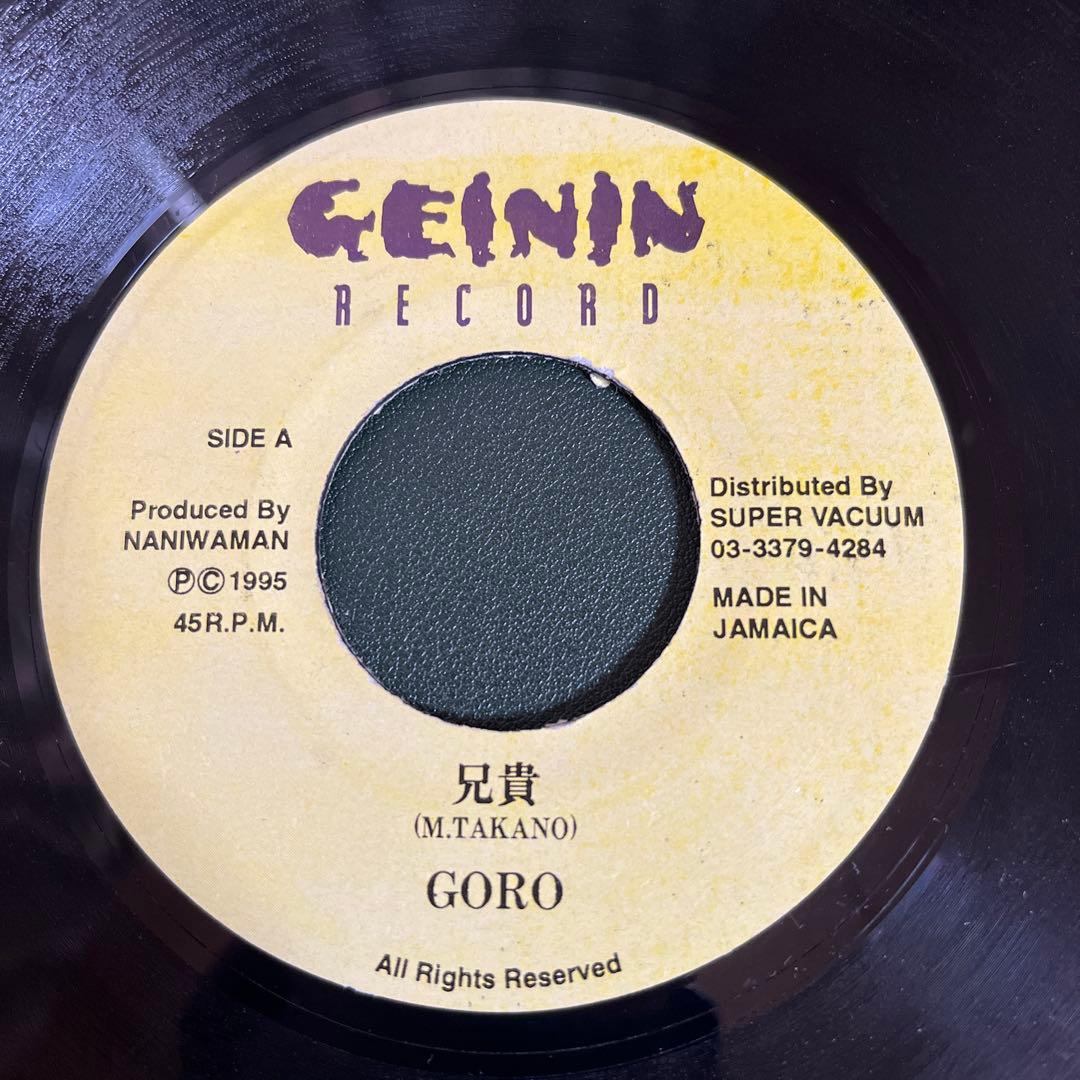 GEININ
RECORD
SIDE A
Produced By
NANIWAMAN
ⓅⒸ1995
45R.P.M.
Distributed By
SUPER VACUUM
03-3379-4284
MADE IN
JAMAICA
兄貴
(M.TAKANO)
GORO
All Rights Reserved